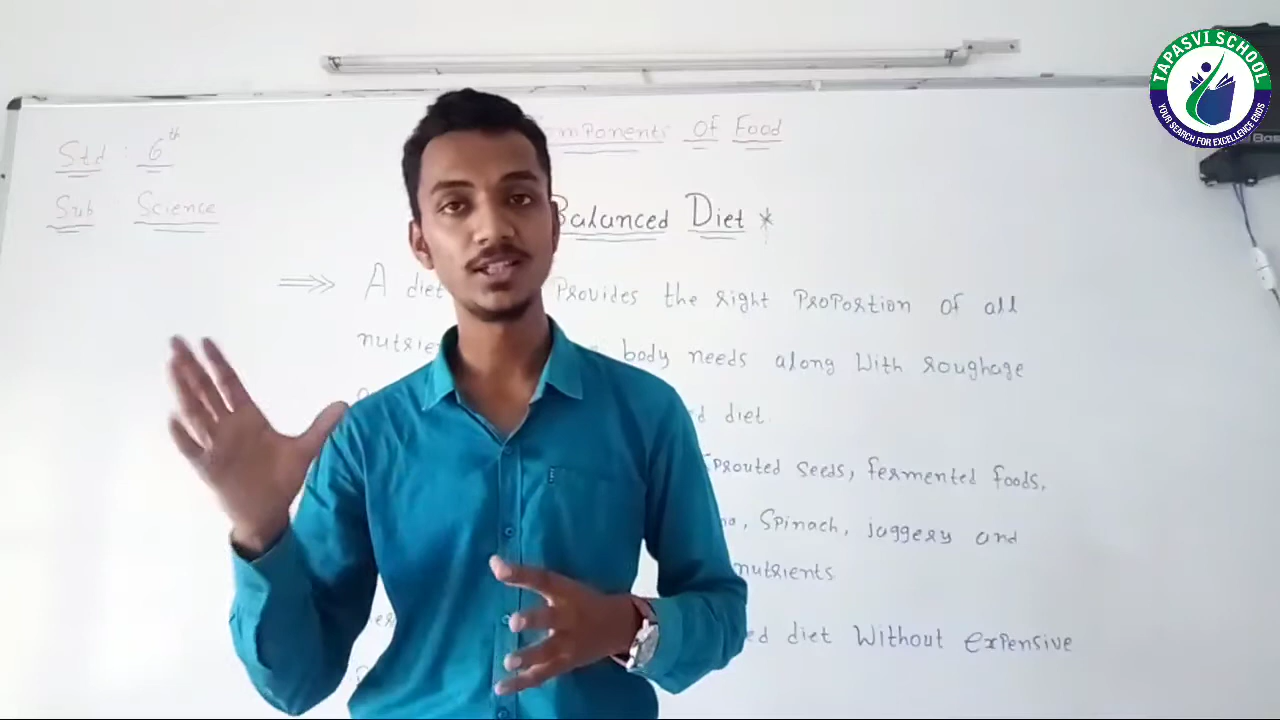 TAPASVI SCHOOL
YOUR SEARCH FOR EXCELLENCE ENDS
Std : 6th
Components Of Food
Sub Science
Balanced Diet *
⇒ A diet Provides the right Proportion of all
body needs along With roughage
diet.
Sprouted Seeds, fermented foods,
Spinach, jaggery and
nutrients
diet Without expensive